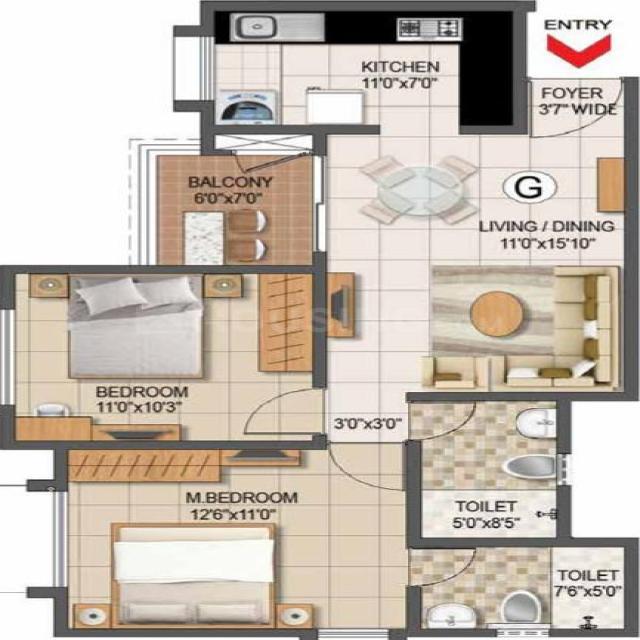 ENTRY
KITCHEN
11'0"x7'0"
FOYER
3'7" WIDE
BALCONY
6'0"x7'0"
G
LIVING / DINING
11'0"x15'10"
BEDROOM
11'0"x10'3"
3'0"x3'0"
M.BEDROOM
12'6"x11'0"
TOILET
5'0"x8'5"
TOILET
7'6"x5'0"